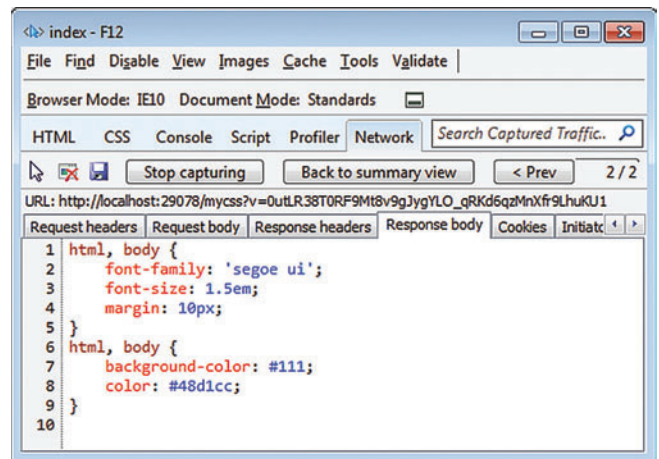 index - F12
File Find Disable View Images Cache Tools Validate
Browser Mode: IE10 Document Mode: Standards
HTML CSS Console Script Profiler Network Search Captured Traffic..
Stop capturing Back to summary view < Prev 2 / 2
URL: http://localhost:29078/mycss?v=0utLR38T0RF9Mt8v9gJygYLO_qRKd6qzMnXfr9LhuKU1
Request headers Request body Response headers Response body Cookies Initiatc
1 html, body {
2 font-family: 'segoe ui';
3 font-size: 1.5em;
4 margin: 10px;
5 }
6 html, body {
7 background-color: #111;
8 color: #48d1cc;
9 }
10